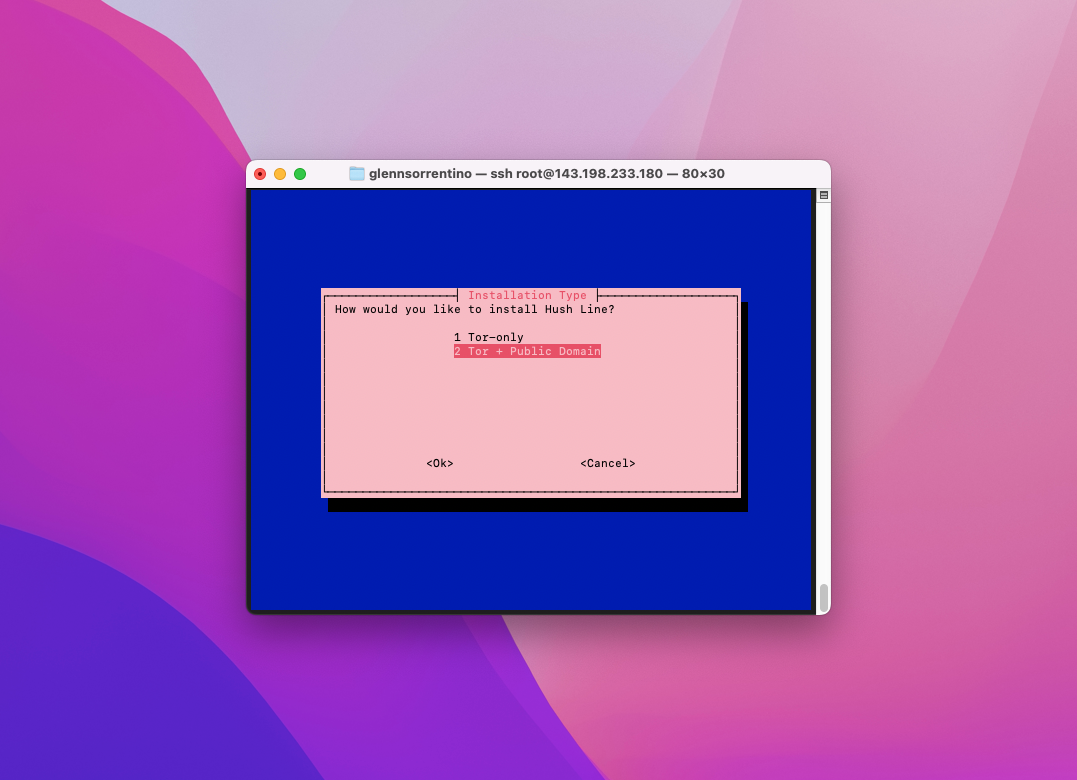 glennsorrentino — ssh root@143.198.233.180 — 80×30
Installation Type
How would you like to install Hush Line?
1 Tor-only
2 Tor + Public Domain
<Ok> <Cancel>